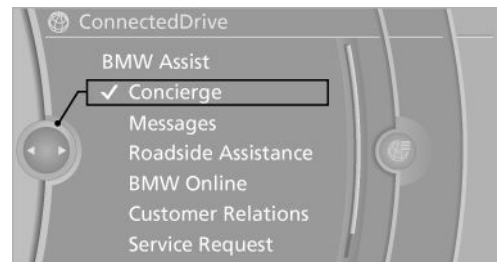 ConnectedDrive
BMW Assist
Concierge
Messages
Roadside Assistance
BMW Online
Customer Relations
Service Request